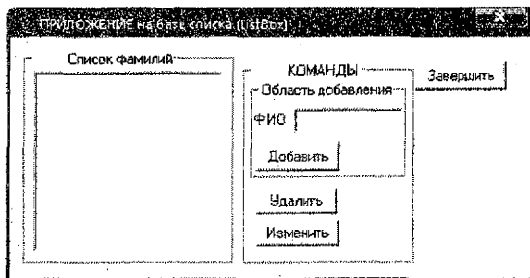 ПРИЛОЖЕНИЕ на базе списка (ListBox)
Список фамилий
КОМАНДЫ
Завершить
Область добавления
ФИО
Добавить
Удалить
Изменить